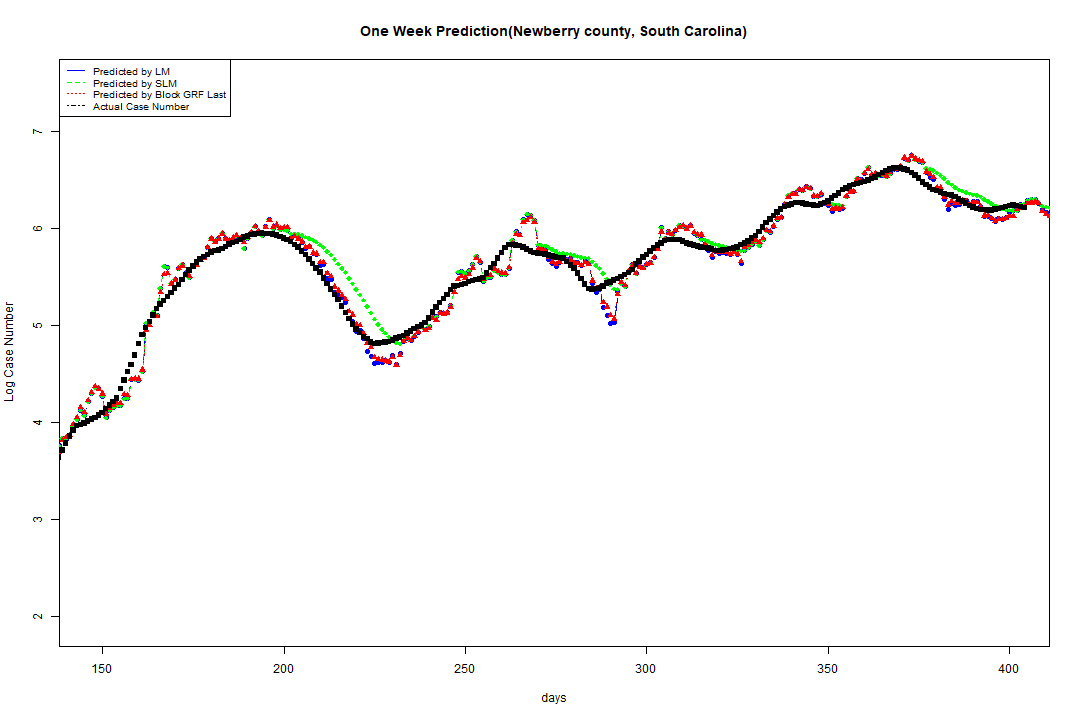 One Week Prediction(Newberry county, South Carolina)
Predicted by LM
Predicted by SLM
Predicted by Block GRF Last
Actual Case Number
7
6
5
4
3
2
Log Case Number
150 200 250 300 350 400
days